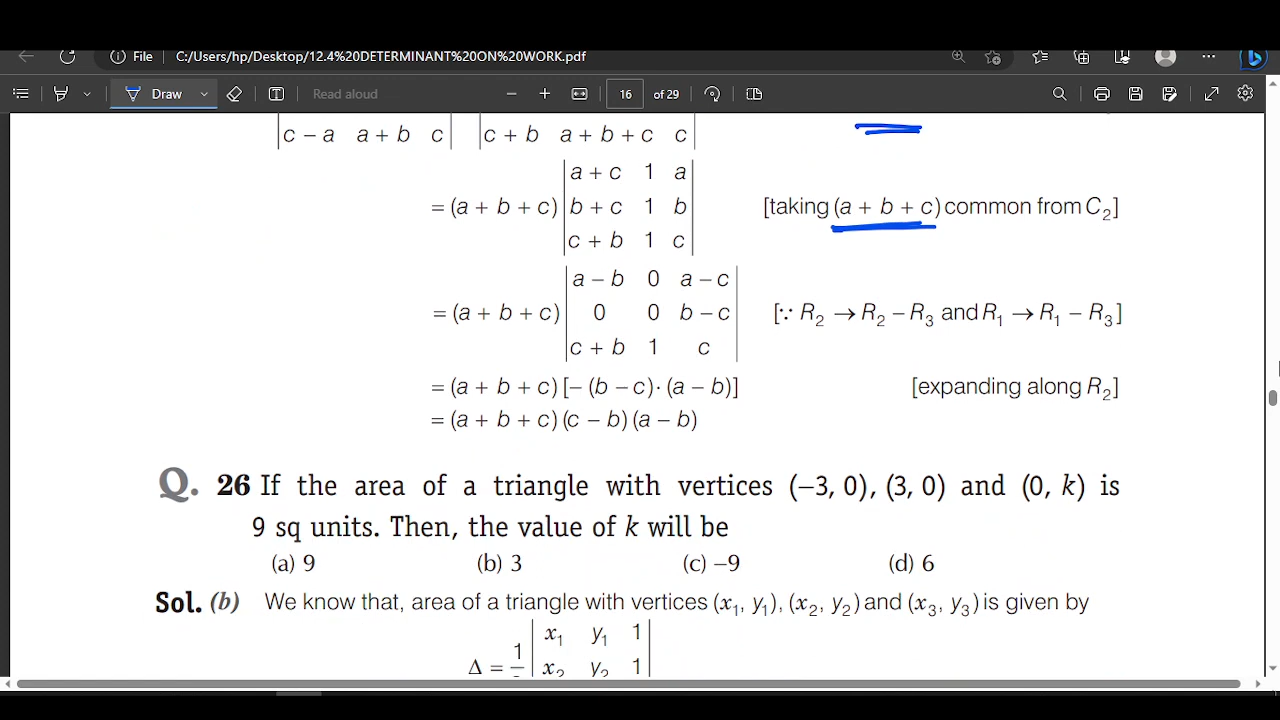 File C:/Users/hp/Desktop/12.4%20DETERMINANT%20ON%20WORK.pdf
Draw Read aloud 16 of 29
|c – a a + b c| |c + b a + b + c c|
|a + c 1 a|
= (a + b + c) |b + c 1 b| [taking (a + b + c) common from C₂]
|c + b 1 c|
|a – b 0 a – c|
= (a + b + c) |0 0 b – c| [∵ R₂ → R₂ – R₃ and R₁ → R₁ – R₃]
|c + b 1 c|
= (a + b + c) [– (b – c)· (a – b)] [expanding along R₂]
= (a + b + c) (c – b) (a – b)
Q. 26 If the area of a triangle with vertices (–3, 0), (3, 0) and (0, k) is
9 sq units. Then, the value of k will be
(a) 9 (b) 3 (c) –9 (d) 6
Sol. (b) We know that, area of a triangle with vertices (x₁, y₁), (x₂, y₂) and (x₃, y₃) is given by
|x₁ y₁ 1|
Δ = 1 |x₂ y₂ 1|